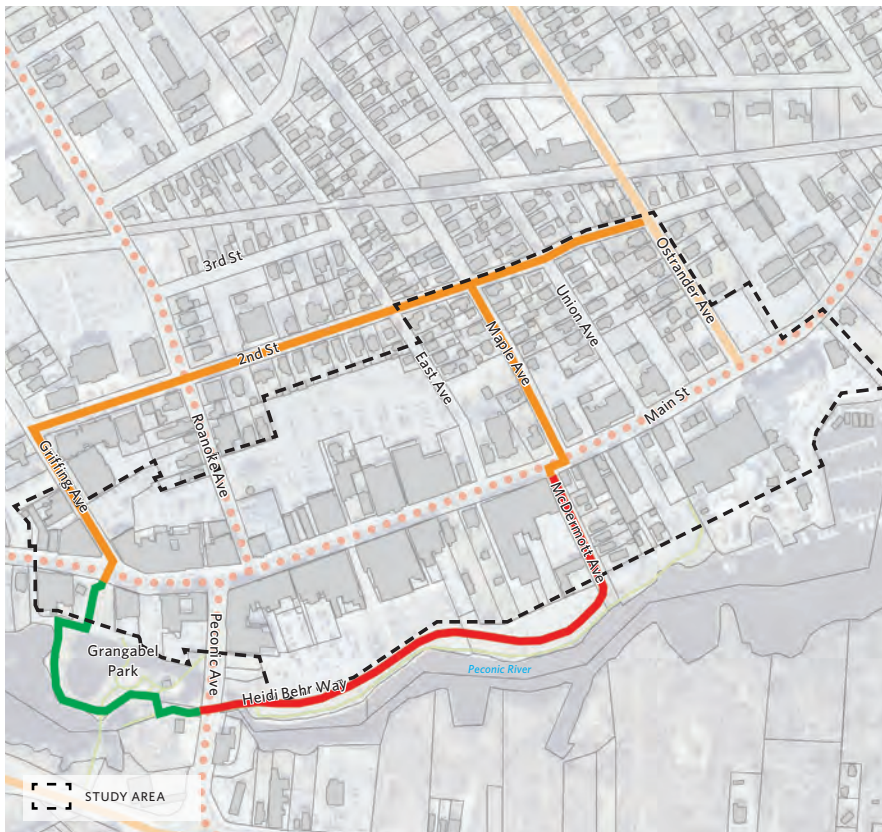 3rd St
2nd St
Ostrander Ave
Union Ave
Maple Ave
East Ave
Main St
Roanoke Ave
Griffing Ave
McDermott Ave
Peconic Ave
Grangabel
Park
Heidi Behr Way
Peconic River
STUDY AREA